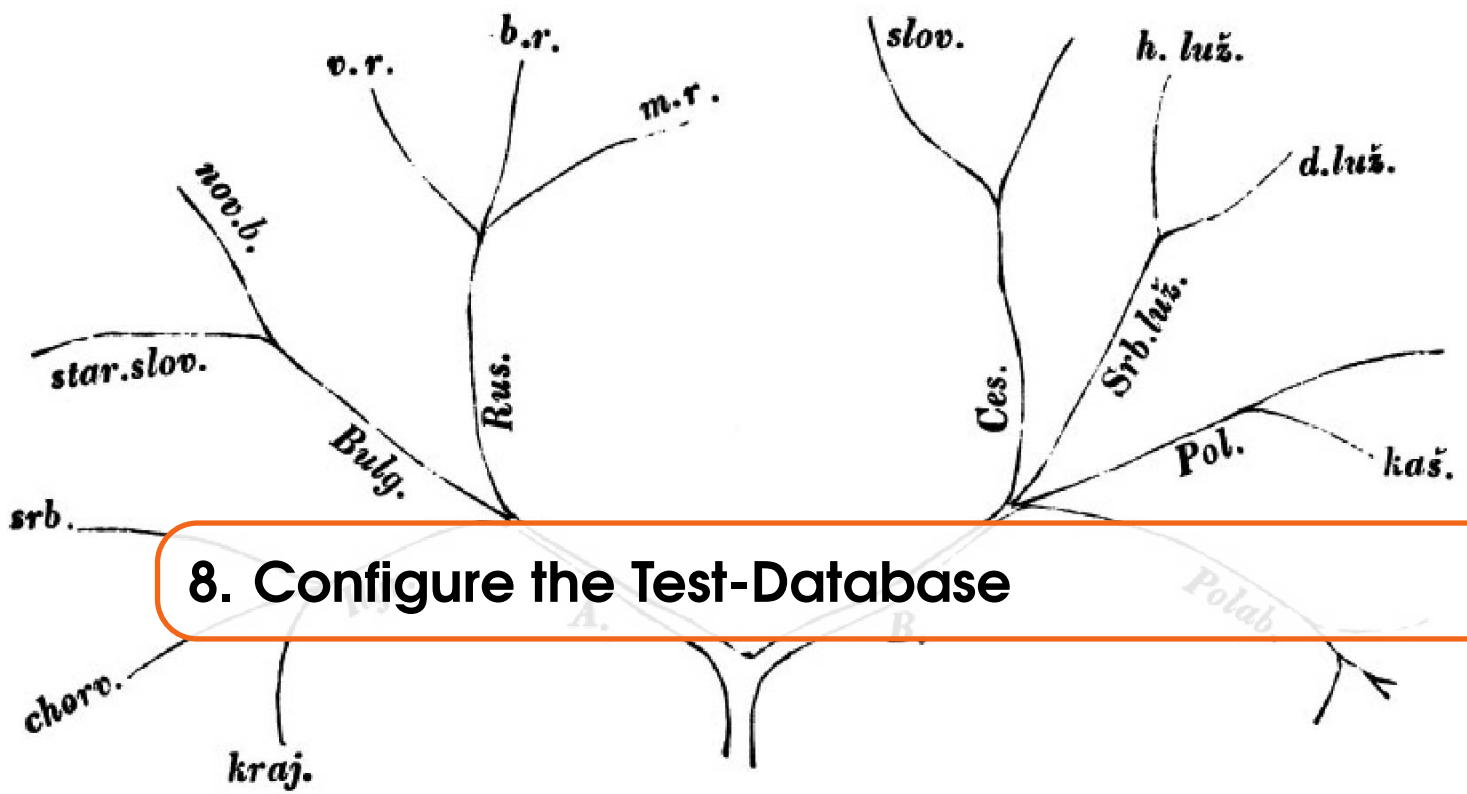 b.r.
slov.
h. luž.
v.r.
m.r.
d.luž.
nov.b.
star.slov.
Rus.
Ces.
Srb.luž.
Bulg.
Pol.
kaš.
srb.
8. Configure the Test-Database
A.
B.
Polab.
chorv.
kraj.